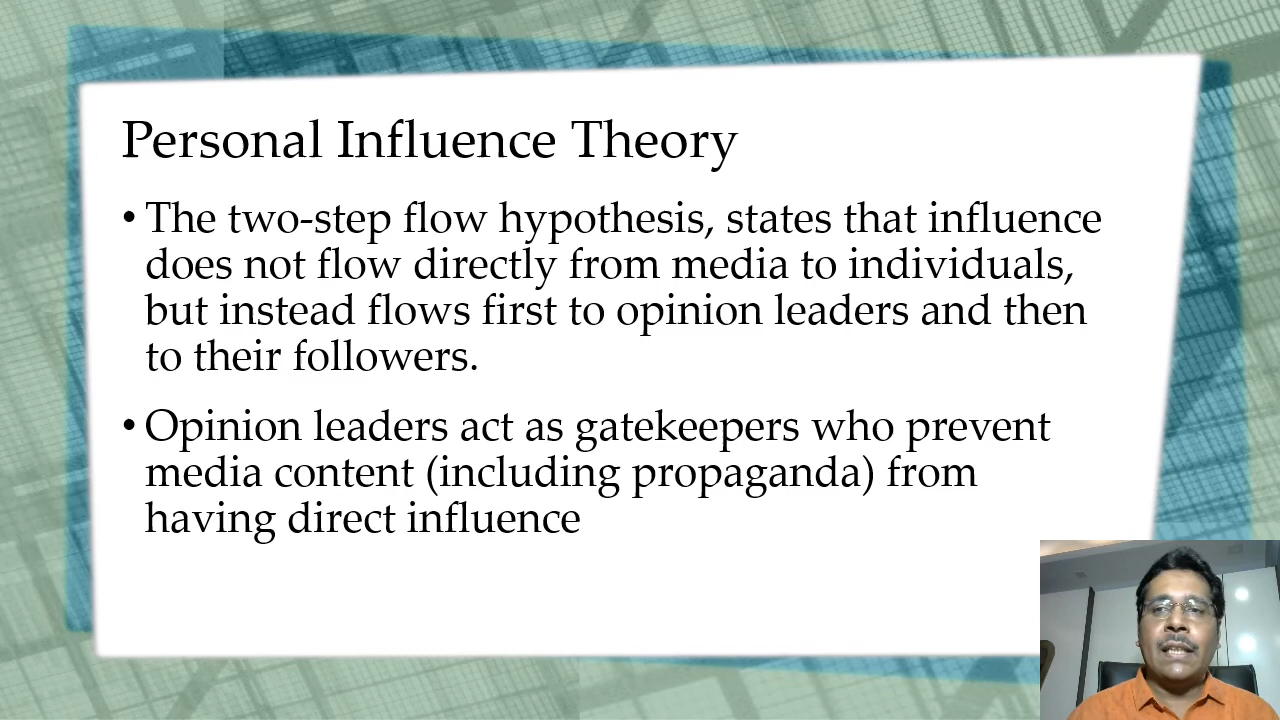 Personal Influence Theory
• The two-step flow hypothesis, states that influence
does not flow directly from media to individuals,
but instead flows first to opinion leaders and then
to their followers.
• Opinion leaders act as gatekeepers who prevent
media content (including propaganda) from
having direct influence